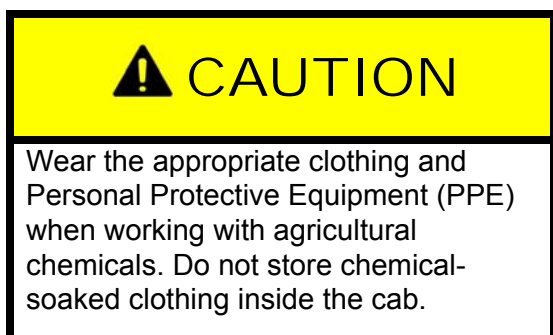 CAUTION
Wear the appropriate clothing and
Personal Protective Equipment (PPE)
when working with agricultural
chemicals. Do not store chemical-
soaked clothing inside the cab.